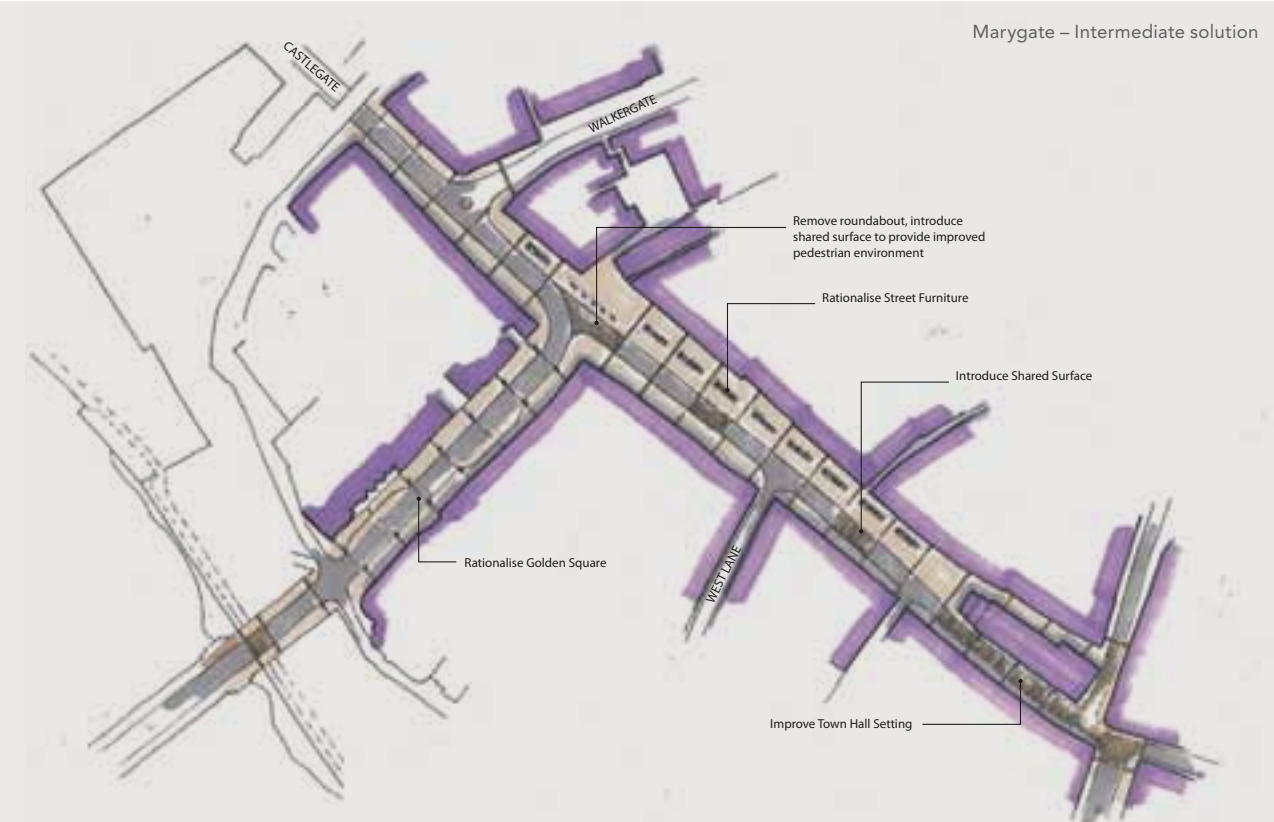 Marygate – Intermediate solution
CASTLEGATE
WALKERGATE
Remove roundabout, introduce
shared surface to provide improved
pedestrian environment
Rationalise Street Furniture
Introduce Shared Surface
Rationalise Golden Square
WEST LANE
Improve Town Hall Setting